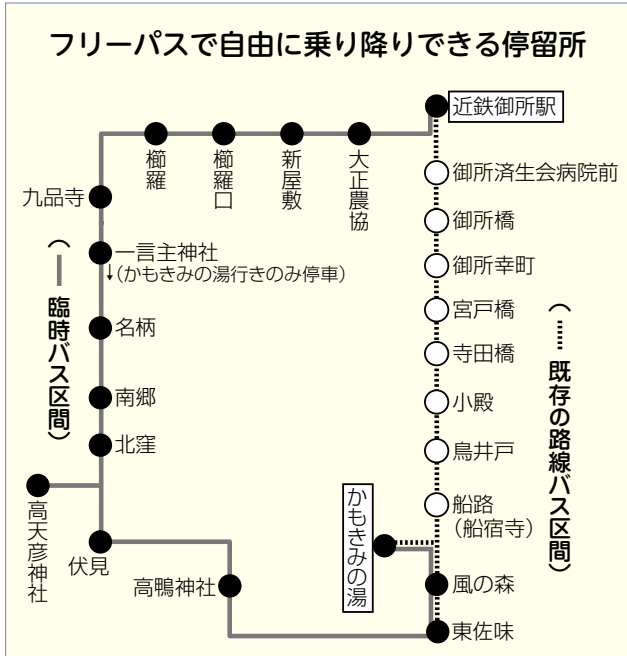 フリーパスで自由に乗り降りできる停留所
近鉄御所駅
大正農協
新屋敷
櫛羅口
櫛羅
九品寺
一言主神社
↓(かもきみの湯行きのみ停車)
名柄
南郷
北窪
高天彦神社
伏見
高鴨神社
東佐味
風の森
かもきみの湯
御所済生会病院前
御所橋
御所幸町
宮戸橋
寺田橋
小殿
鳥井戸
船路
(船宿寺)
(━ 臨時バス区間)
(┅ 既存の路線バス区間)